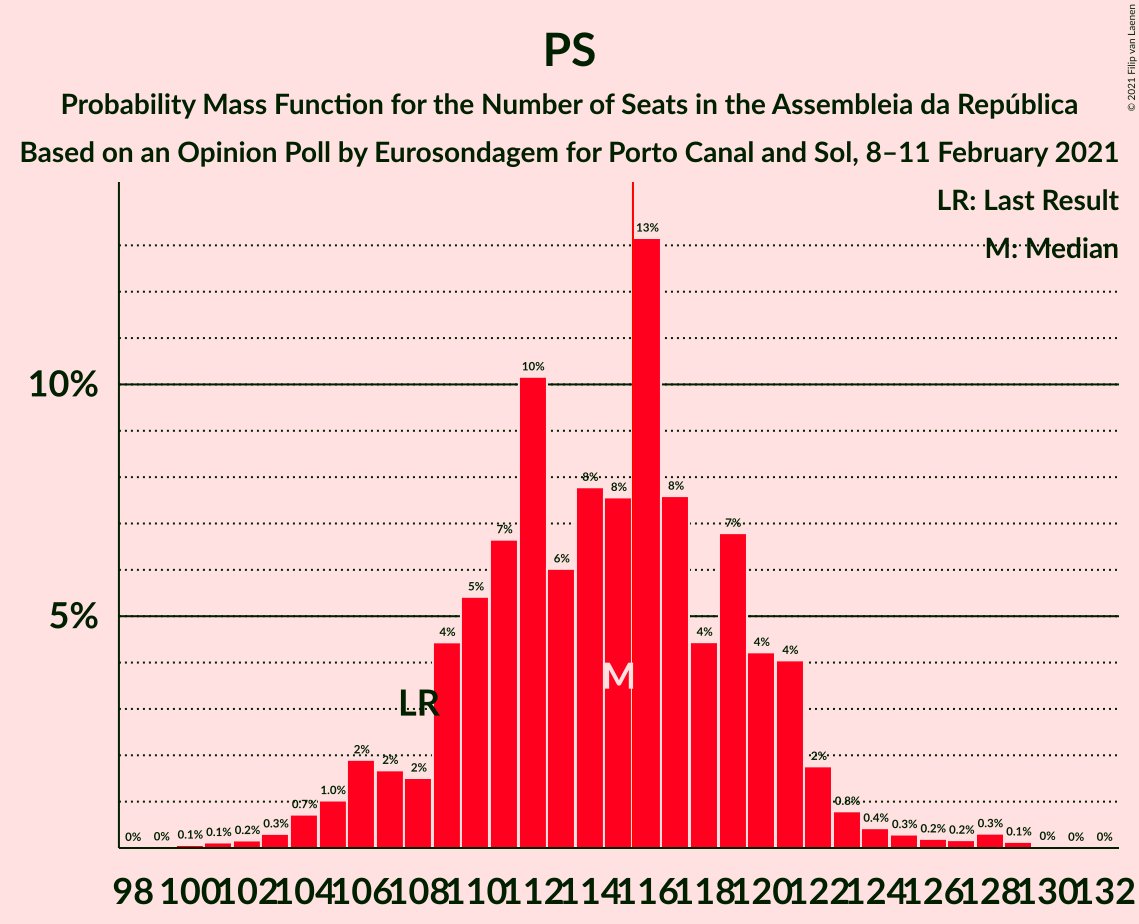 PS
Probability Mass Function for the Number of Seats in the Assembleia da República
Based on an Opinion Poll by Eurosondagem for Porto Canal and Sol, 8–11 February 2021
© 2021 Filip van Laenen
LR: Last Result
M: Median
10%
5%
0% 0% 0.1% 0.1% 0.2% 0.3% 0.7% 1.0% 2% 2% 2% 4% 5% 7% 10% 6% 8% 8% 13% 8% 4% 7% 4% 4% 2% 0.8% 0.4% 0.3% 0.2% 0.2% 0.3% 0.1% 0% 0% 0%
LR
M
98 100 102 104 106 108 110 112 114 116 118 120 122 124 126 128 130 132